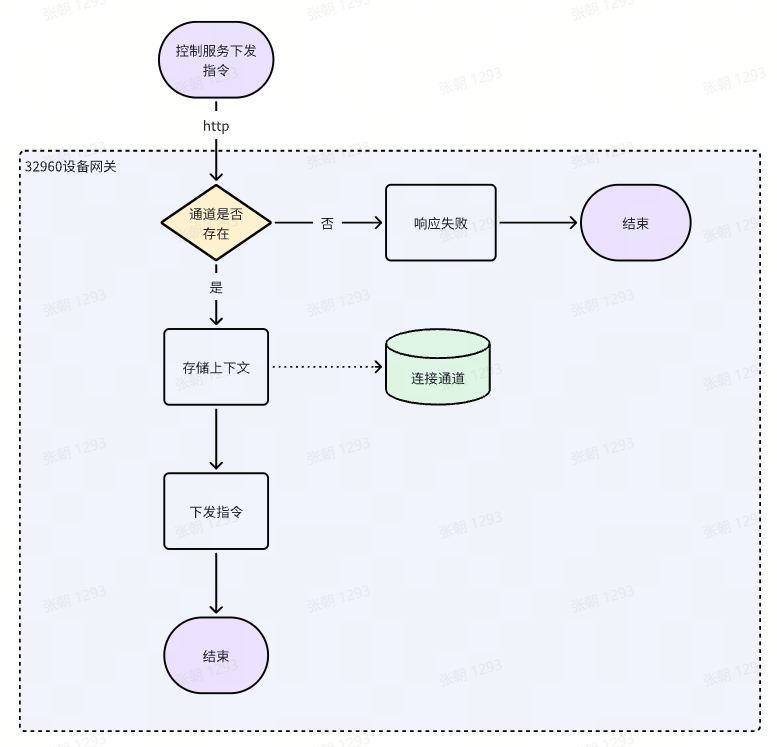 控制服务下发
指令
http
32960设备网关
通道是否
存在
否
响应失败
结束
是
存储上下文
连接通道
下发指令
结束
张朝 1293